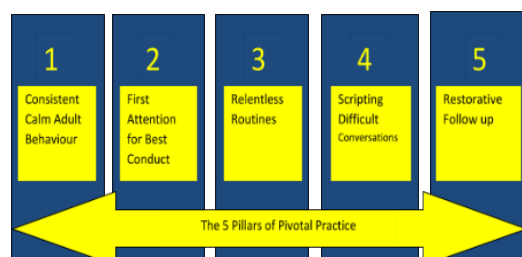 1
Consistent
Calm Adult
Behaviour
2
First
Attention
for Best
Conduct
3
Relentless
Routines
4
Scripting
Difficult
Conversations
5
Restorative
Follow up
The 5 Pillars of Pivotal Practice